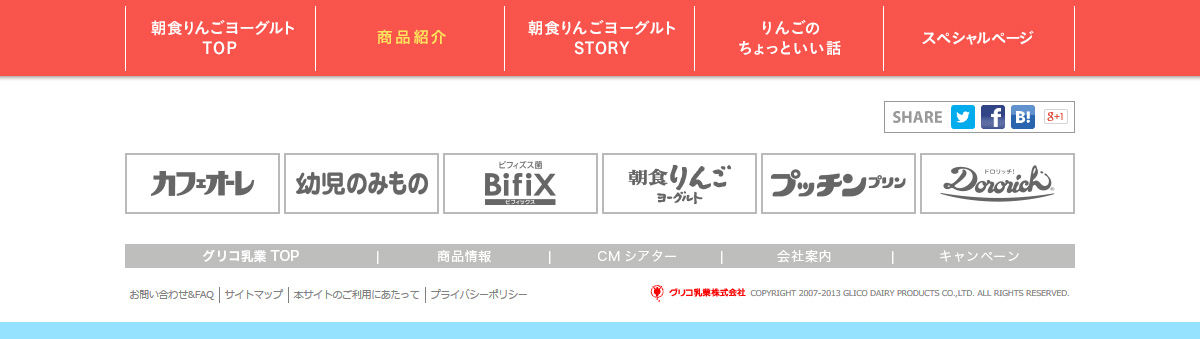 朝食りんごヨーグルト
TOP
商品紹介
朝食りんごヨーグルト
STORY
りんごの
ちょっといい話
スペシャルページ
SHARE
B!
g+1
カフェオーレ
幼児のみもの
ビフィズス菌
BifiX
ビフィックス
朝食りんご
ヨーグルト
プッチンプリン
ドロリッチ!
Dororich
グリコ乳業 TOP | 商品情報 | CM シアター | 会社案内 | キャンペーン
お問い合わせ&FAQ | サイトマップ | 本サイトのご利用にあたって | プライバシーポリシー
グリコ乳業株式会社 COPYRIGHT 2007-2013 GLICO DAIRY PRODUCTS CO.,LTD. ALL RIGHTS RESERVED.